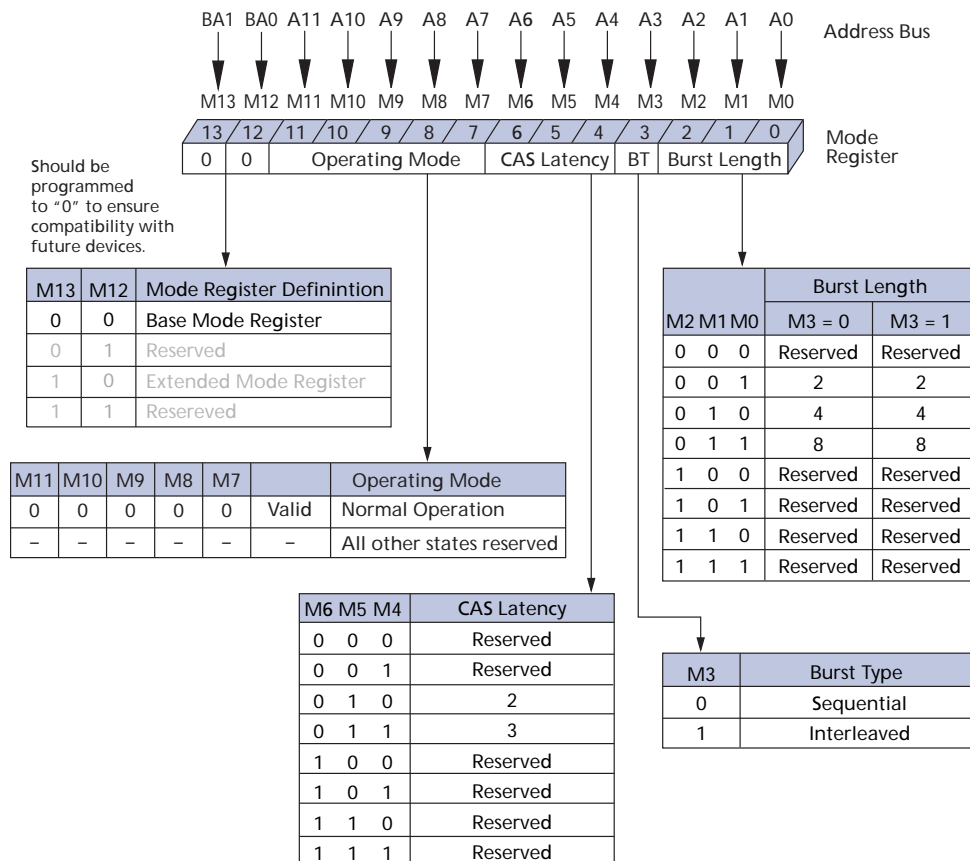 BA1 BA0 A11 A10 A9 A8 A7 A6 A5 A4 A3 A2 A1 A0
Address Bus
M13 M12 M11 M10 M9 M8 M7 M6 M5 M4 M3 M2 M1 M0
13 12 11 10 9 8 7 6 5 4 3 2 1 0
0 0 Operating Mode CAS Latency BT Burst Length
Mode
Register
Should be
programmed
to “0” to ensure
compatibility with
future devices.
M13 M12 Mode Register Definintion
0 0 Base Mode Register
0 1 Reserved
1 0 Extended Mode Register
1 1 Resereved
Burst Length
M2 M1 M0 M3 = 0 M3 = 1
0 0 0 Reserved Reserved
0 0 1 2 2
0 1 0 4 4
0 1 1 8 8
1 0 0 Reserved Reserved
1 0 1 Reserved Reserved
1 1 0 Reserved Reserved
1 1 1 Reserved Reserved
M11 M10 M9 M8 M7 Operating Mode
0 0 0 0 0 Valid Normal Operation
– – – – – – All other states reserved
M6 M5 M4 CAS Latency
0 0 0 Reserved
0 0 1 Reserved
0 1 0 2
0 1 1 3
1 0 0 Reserved
1 0 1 Reserved
1 1 0 Reserved
1 1 1 Reserved
M3 Burst Type
0 Sequential
1 Interleaved